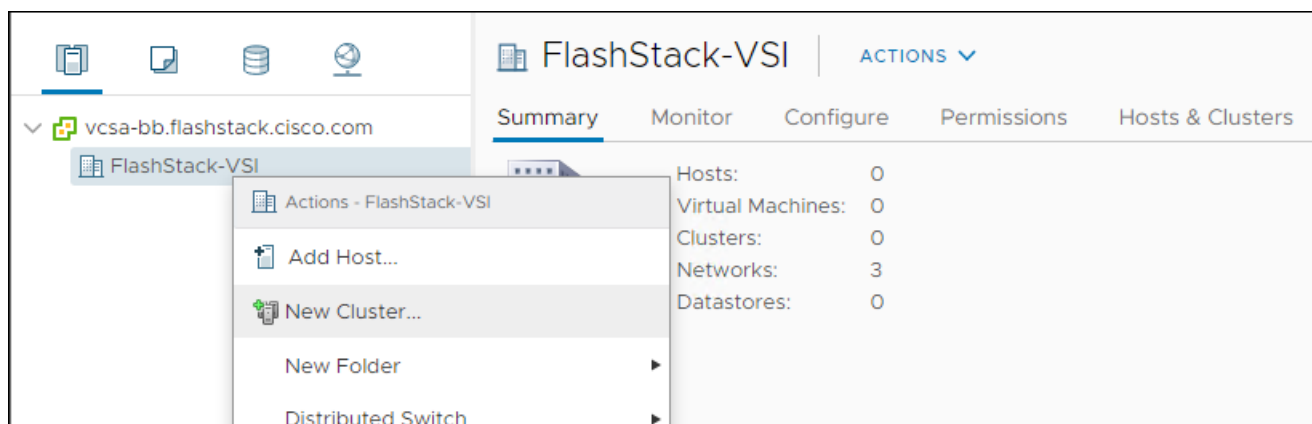 FlashStack-VSI ACTIONS
vcsa-bb.flashstack.cisco.com
FlashStack-VSI
Summary Monitor Configure Permissions Hosts & Clusters
Actions - FlashStack-VSI
Add Host...
New Cluster...
New Folder
Distributed Switch
Hosts: 0
Virtual Machines: 0
Clusters: 0
Networks: 3
Datastores: 0